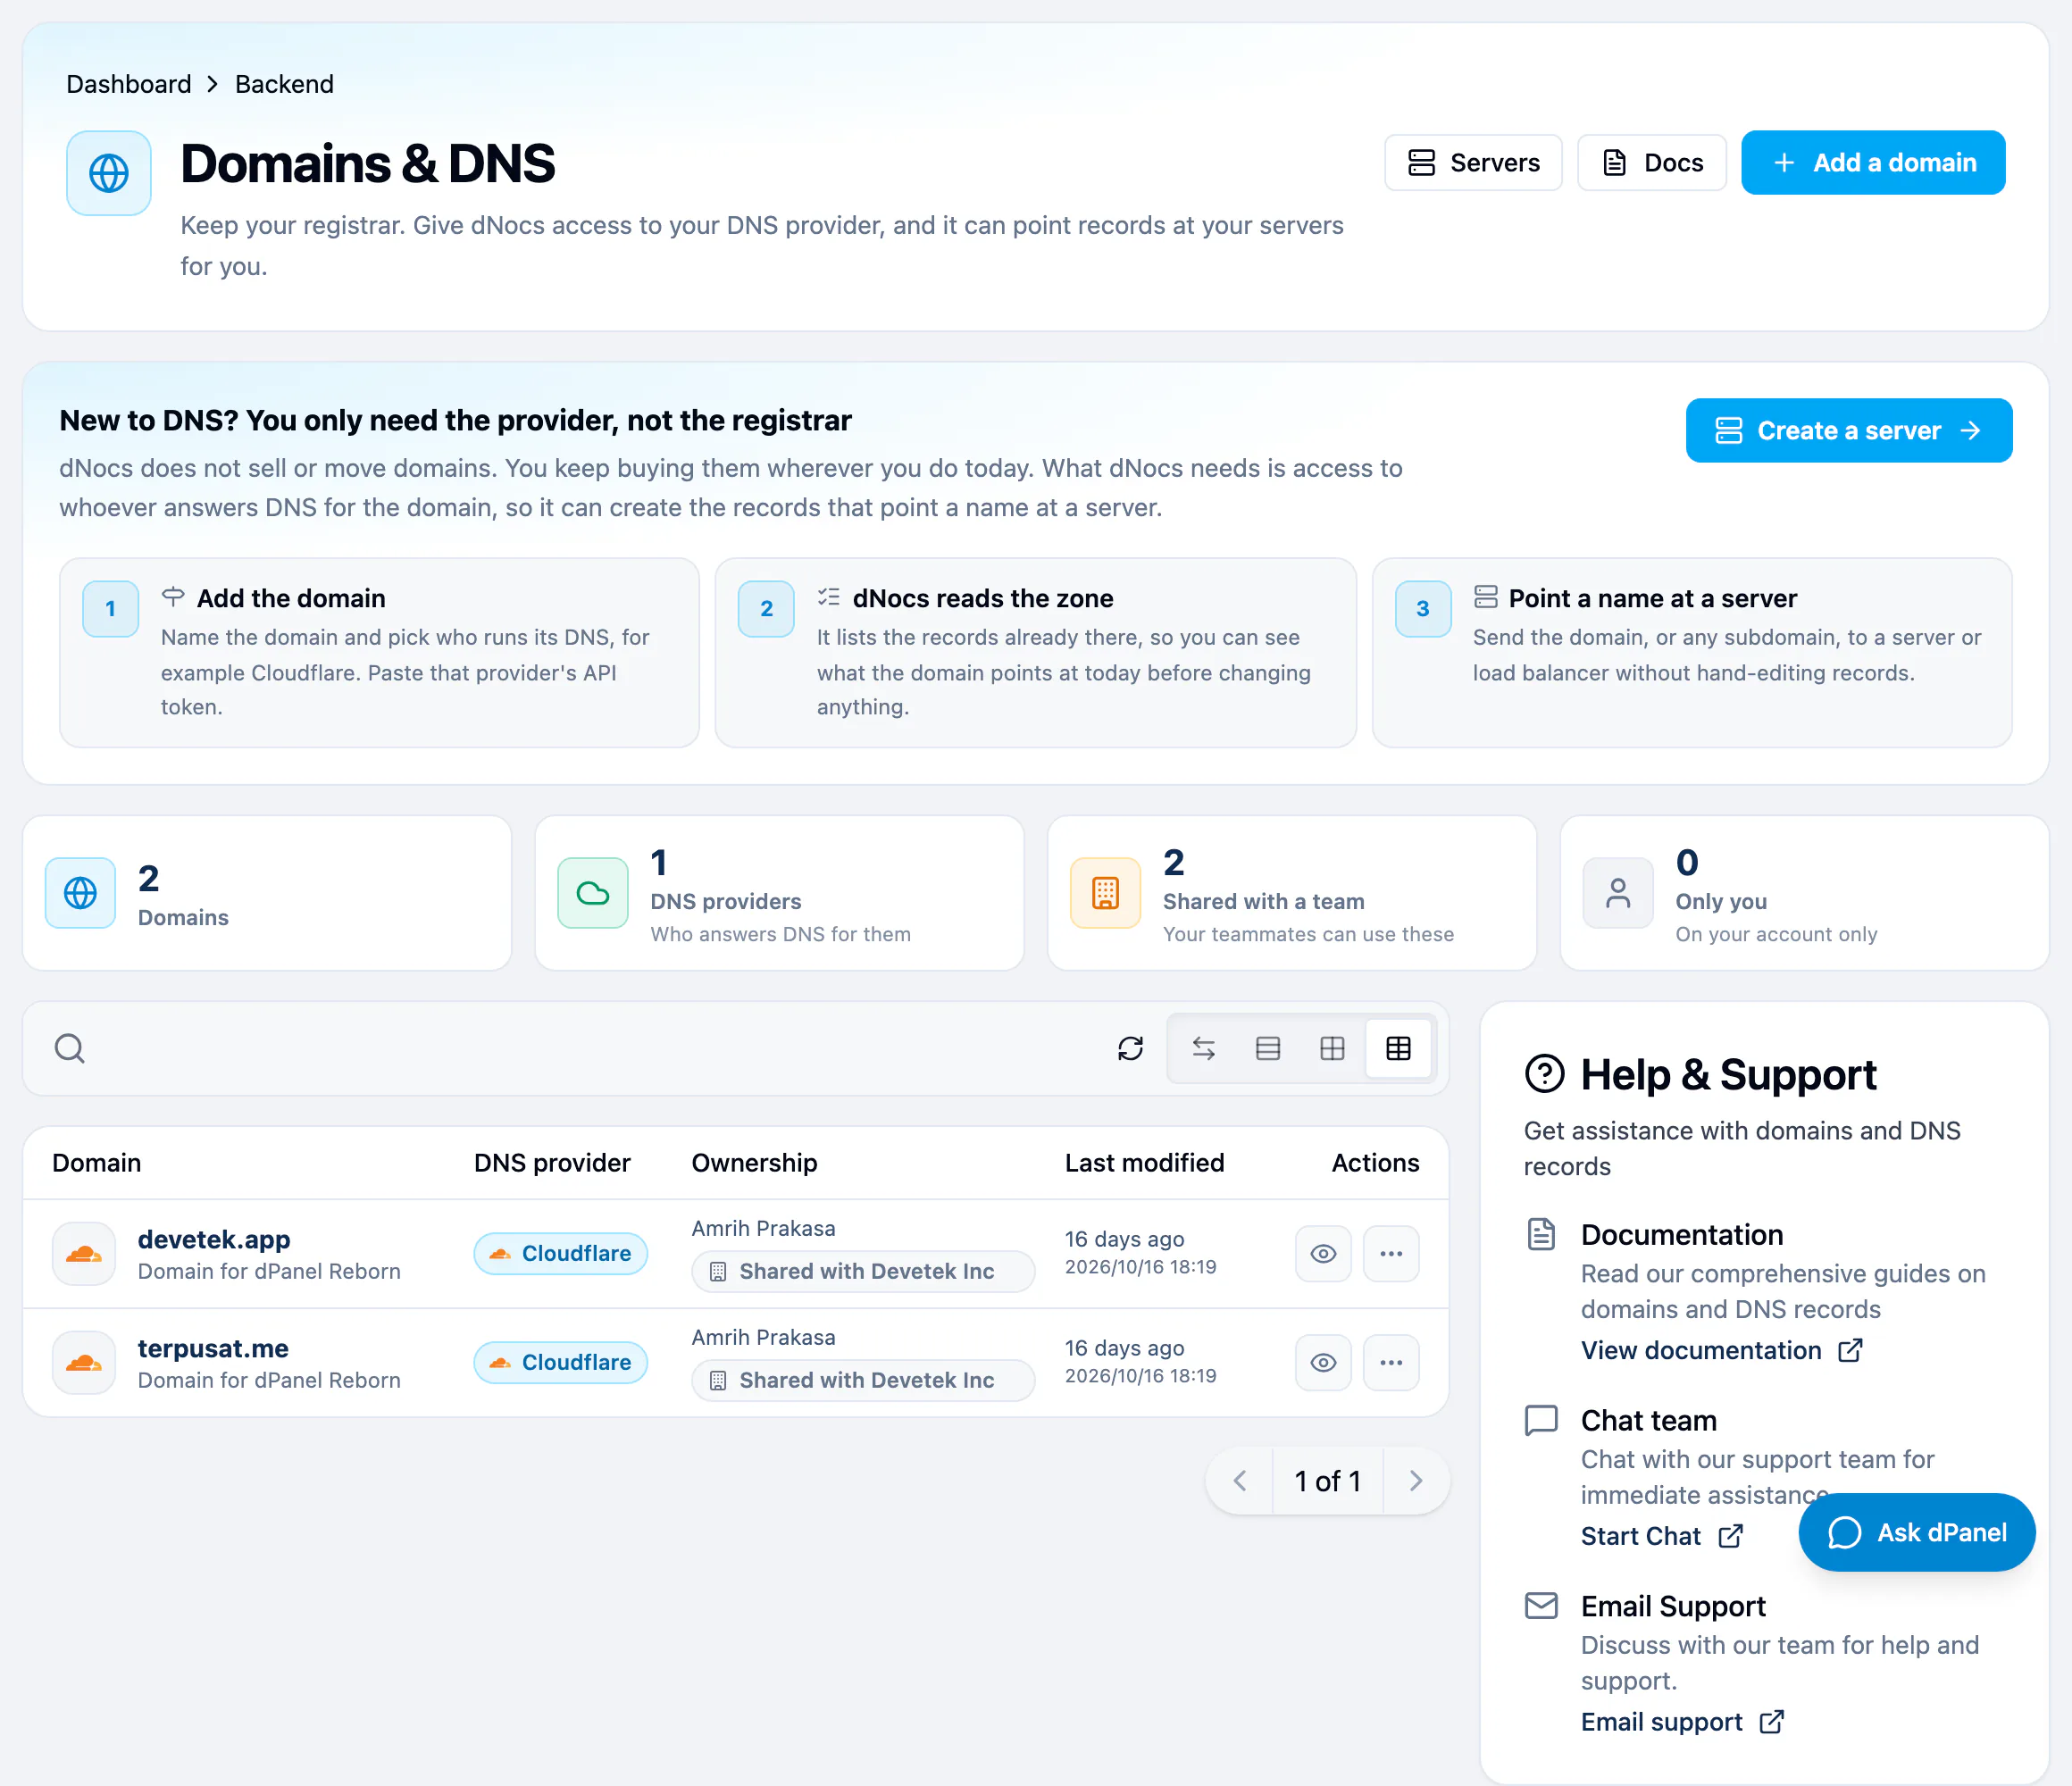 Dashboard > Backend
Domains & DNS
Keep your registrar. Give dNocs access to your DNS provider, and it can point records at your servers
for you.
Servers
Docs
Add a domain
New to DNS? You only need the provider, not the registrar
dNocs does not sell or move domains. You keep buying them wherever you do today. What dNocs needs is access to
whoever answers DNS for the domain, so it can create the records that point a name at a server.
Create a server
1
Add the domain
Name the domain and pick who runs its DNS, for
example Cloudflare. Paste that provider's API
token.
2
dNocs reads the zone
It lists the records already there, so you can see
what the domain points at today before changing
anything.
3
Point a name at a server
Send the domain, or any subdomain, to a server or
load balancer without hand-editing records.
2
Domains
1
DNS providers
Who answers DNS for them
2
Shared with a team
Your teammates can use these
0
Only you
On your account only
Domain DNS provider Ownership Last modified Actions
devetek.app
Domain for dPanel Reborn
Cloudflare
Amrih Prakasa
Shared with Devetek Inc
16 days ago
2026/10/16 18:19
terpusat.me
Domain for dPanel Reborn
Cloudflare
Amrih Prakasa
Shared with Devetek Inc
16 days ago
2026/10/16 18:19
1 of 1
Help & Support
Get assistance with domains and DNS
records
Documentation
Read our comprehensive guides on
domains and DNS records
View documentation
Chat team
Chat with our support team for
immediate assistance
Start Chat
Ask dPanel
Email Support
Discuss with our team for help and
support.
Email support